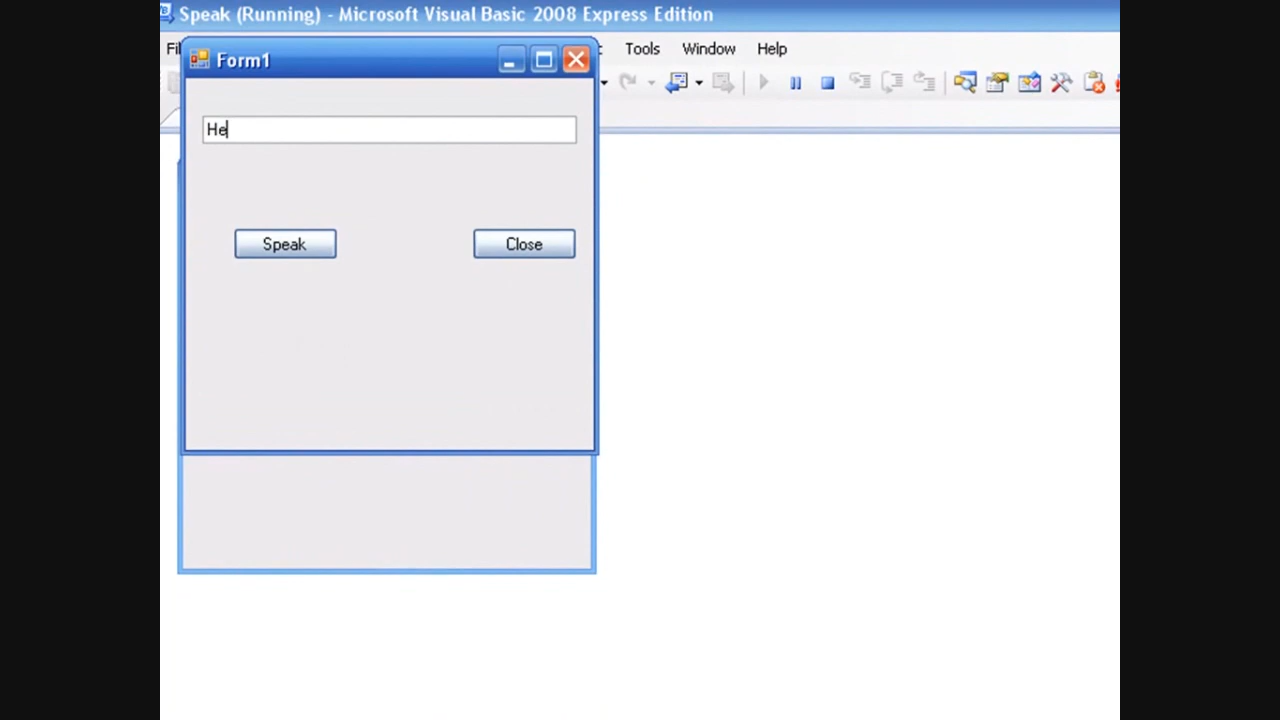 Speak (Running) - Microsoft Visual Basic 2008 Express Edition
Tools Window Help
Form1
He
Speak Close